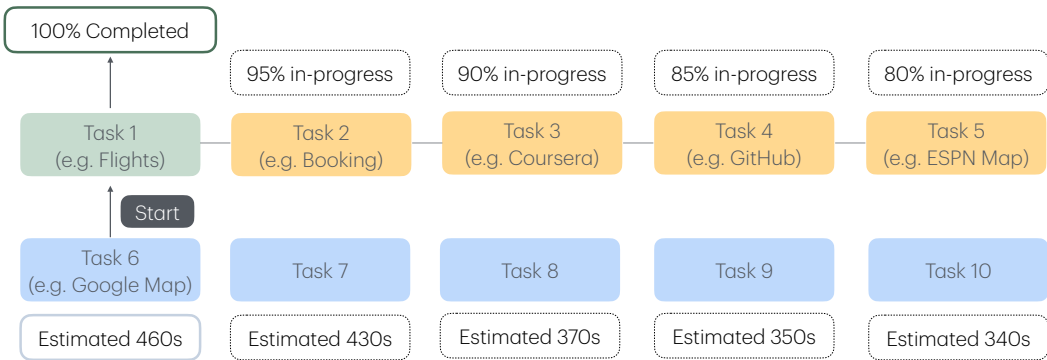 100% Completed
95% in-progress
90% in-progress
85% in-progress
80% in-progress
Task 1
(e.g. Flights)
Task 2
(e.g. Booking)
Task 3
(e.g. Coursera)
Task 4
(e.g. GitHub)
Task 5
(e.g. ESPN Map)
Start
Task 6
(e.g. Google Map)
Task 7
Task 8
Task 9
Task 10
Estimated 460s
Estimated 430s
Estimated 370s
Estimated 350s
Estimated 340s